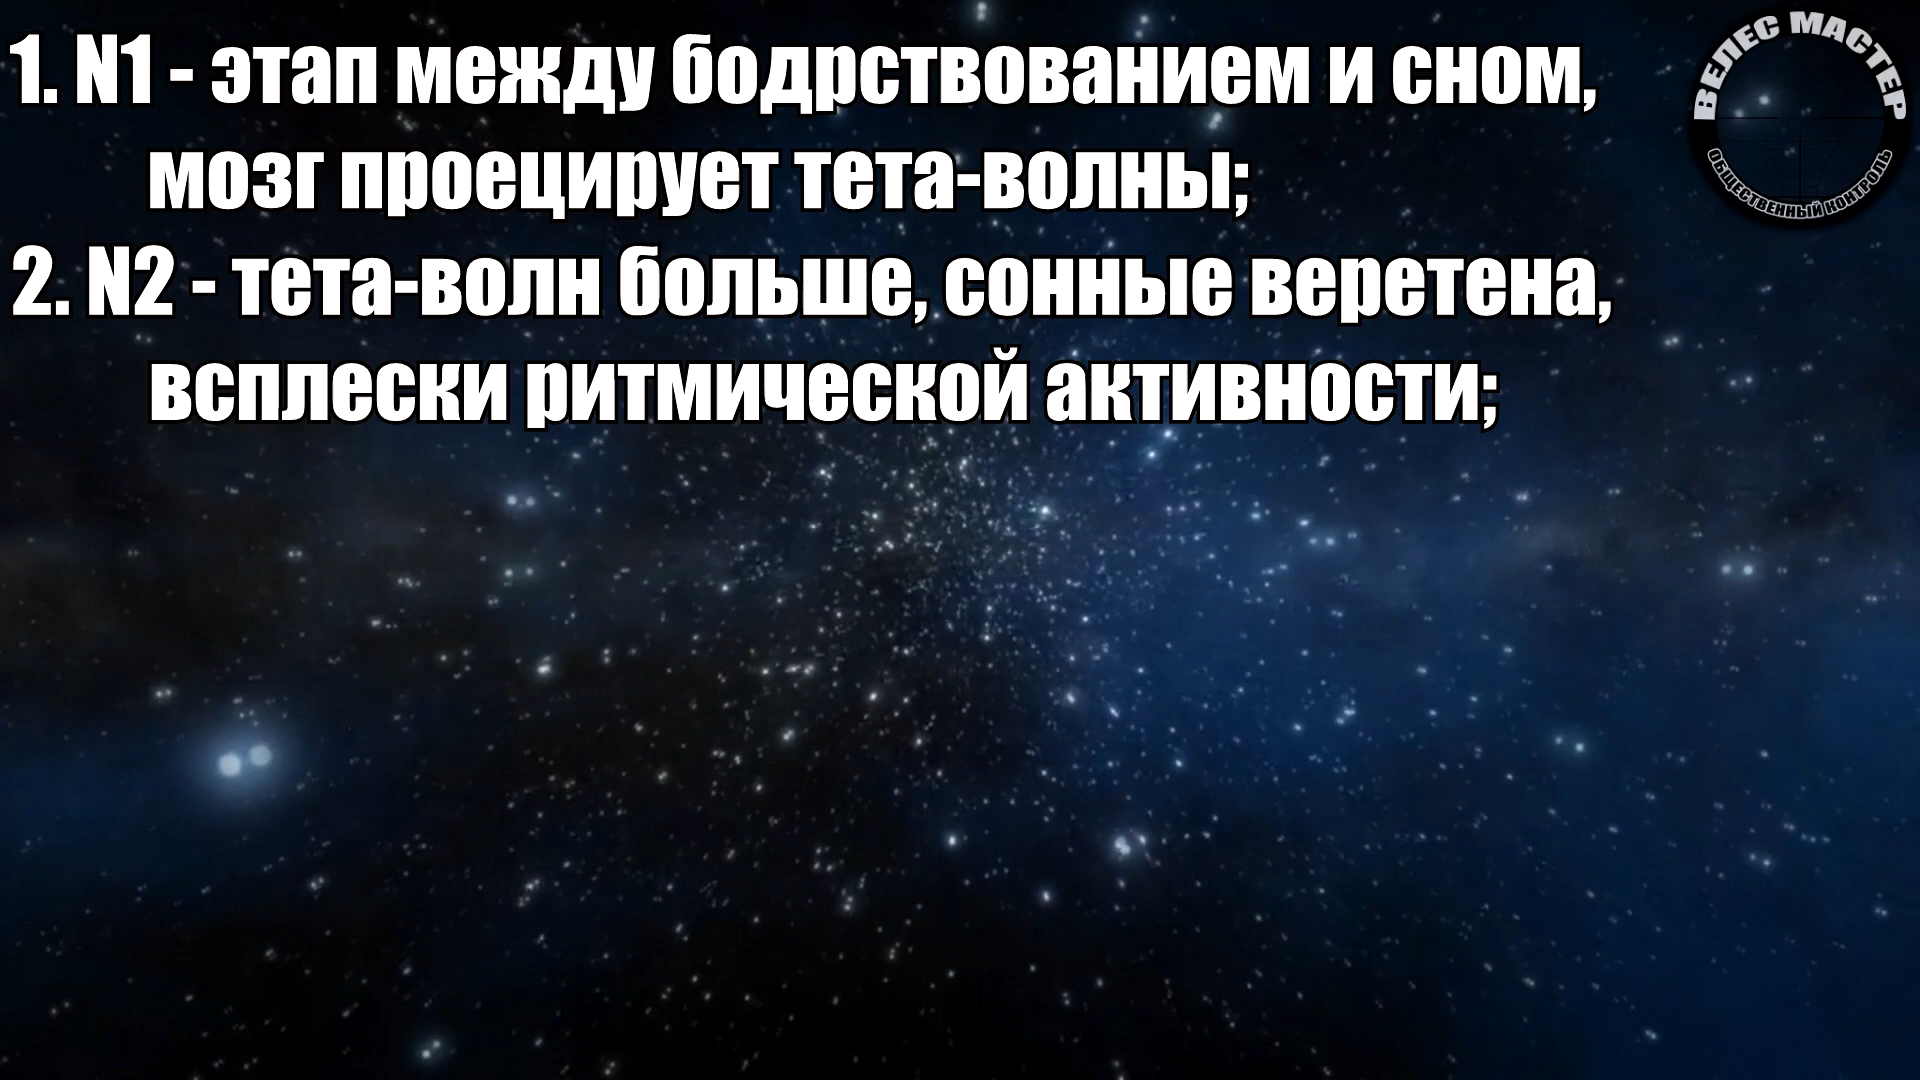 1. N1 - этап между бодрствованием и сном,
мозг проецирует тета-волны;
2. N2 - тета-волн больше, сонные веретена,
всплески ритмической активности;
ВЕЛЕС МАСТЕР
ОБЩЕСТВЕННЫЙ КОНТРОЛЬ